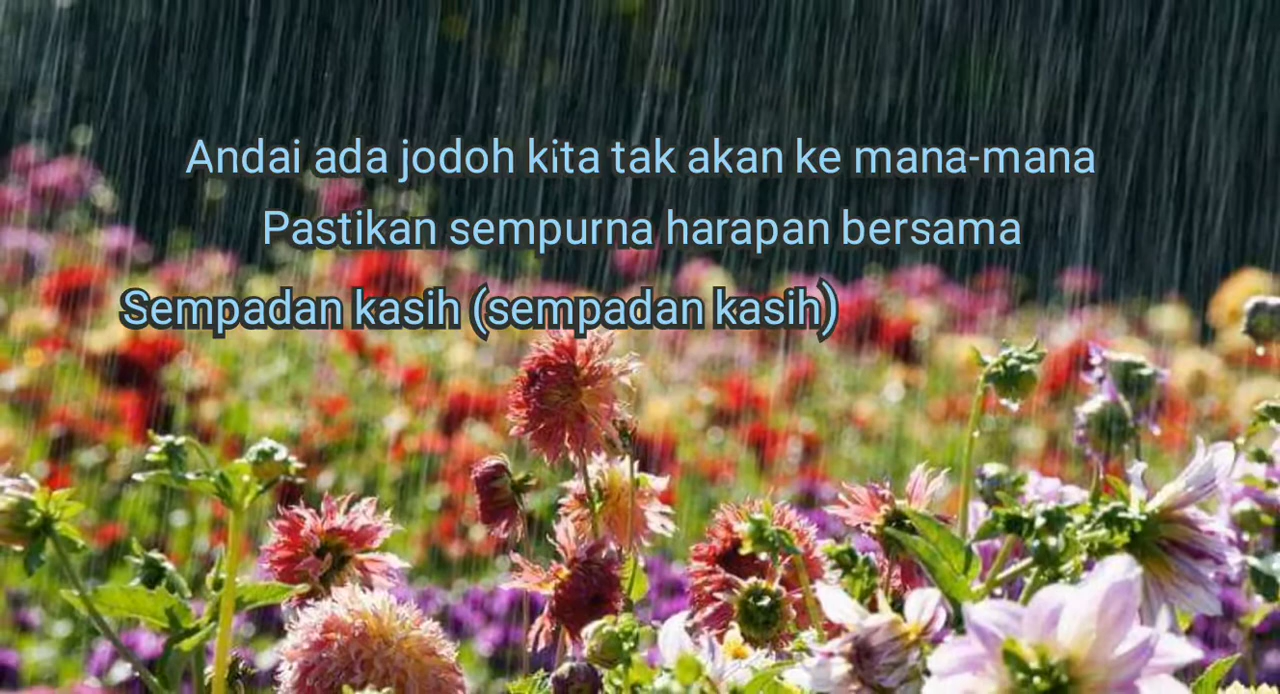 Andai ada jodoh kita tak akan ke mana-mana
Pastikan sempurna harapan bersama
Sempadan kasih (sempadan kasih)